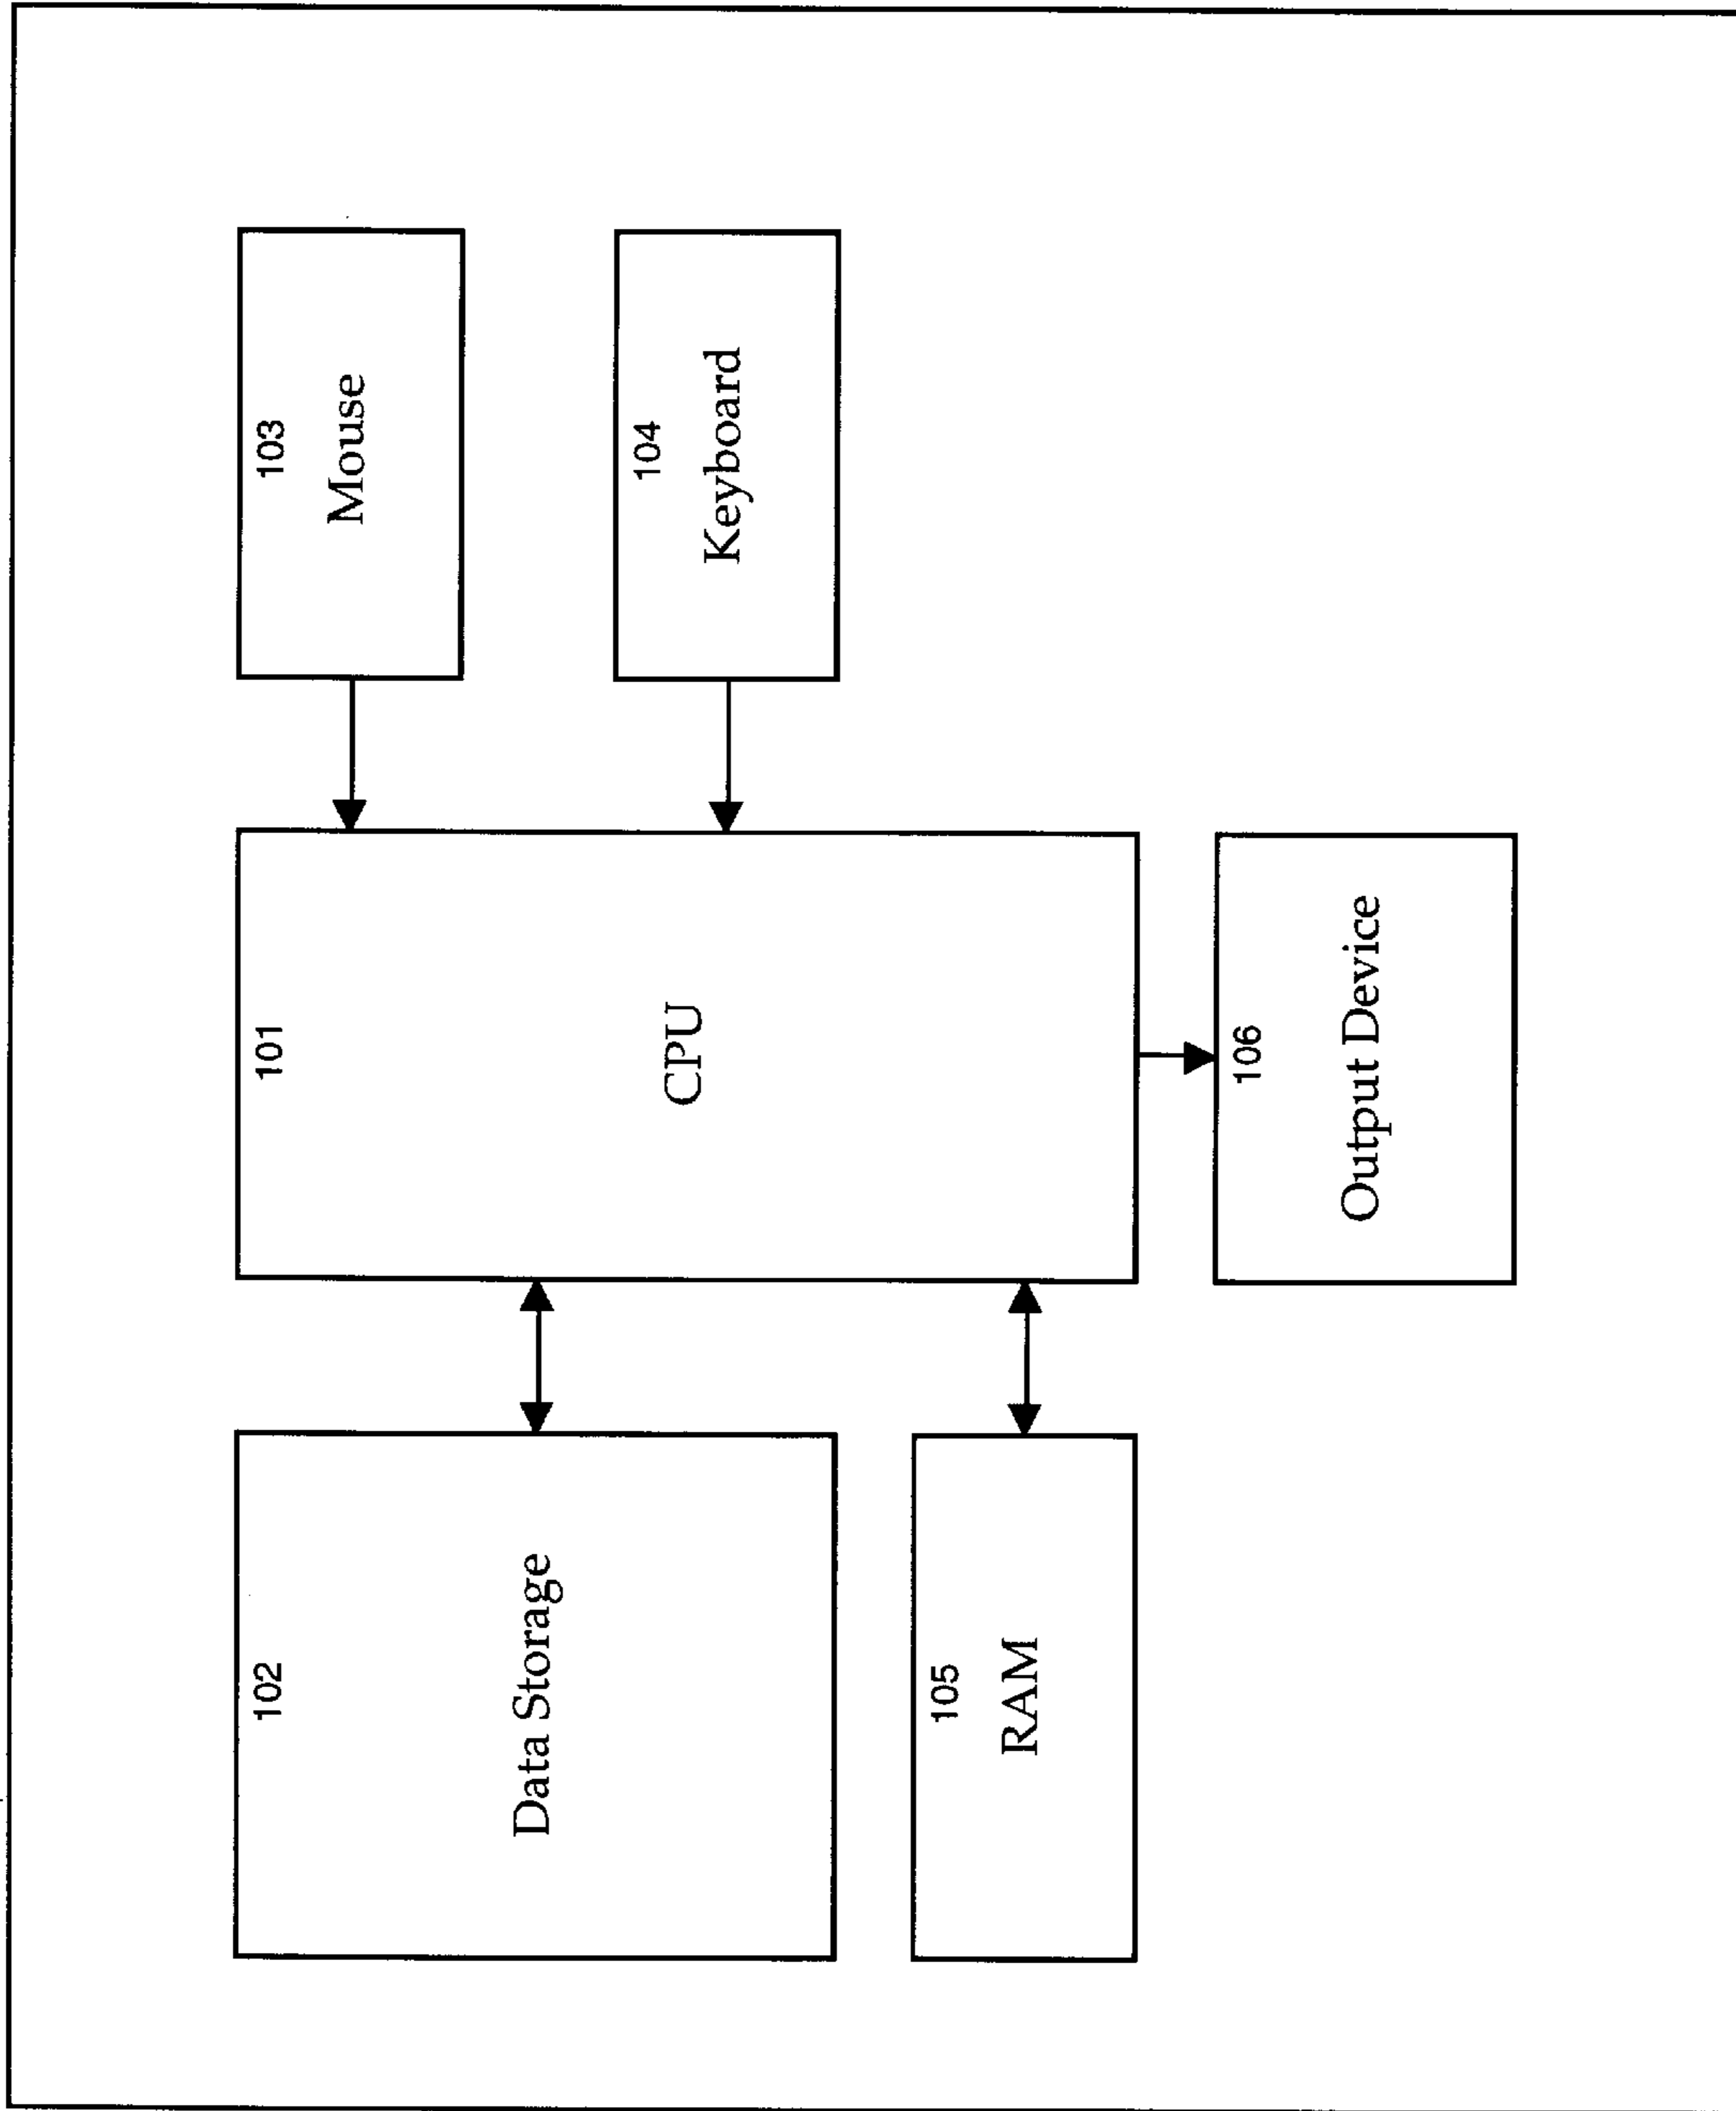 102
Data Storage
101
CPU
103
Mouse
104
Keyboard
105
RAM
106
Output Device